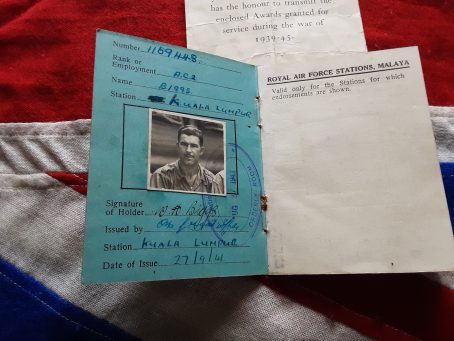 has the honour to transmit the
enclosed Awards granted for
service during the war of
1939-45.
Number 1169448.
Rank or
Employment A.C.2
Name BIGGS.
Station KUALA LUMPUR
Signature
of Holder
Issued by
Station KUALA LUMPUR
Date of Issue 27/9/41
ROYAL AIR FORCE STATIONS, MALAYA
Valid only for the Stations for which
endorsements are shown.